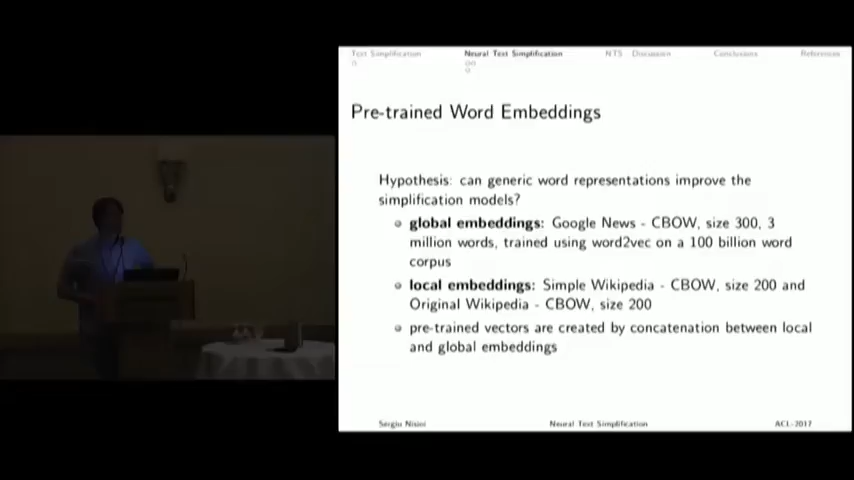 Text Simplification Neural Text Simplification NTS Discussion Conclusions References
Pre-trained Word Embeddings
Hypothesis: can generic word representations improve the
simplification models?
global embeddings: Google News - CBOW, size 300, 3
million words, trained using word2vec on a 100 billion word
corpus
local embeddings: Simple Wikipedia - CBOW, size 200 and
Original Wikipedia - CBOW, size 200
pre-trained vectors are created by concatenation between local
and global embeddings
Sergiu Nisioi Neural Text Simplification ACL-2017